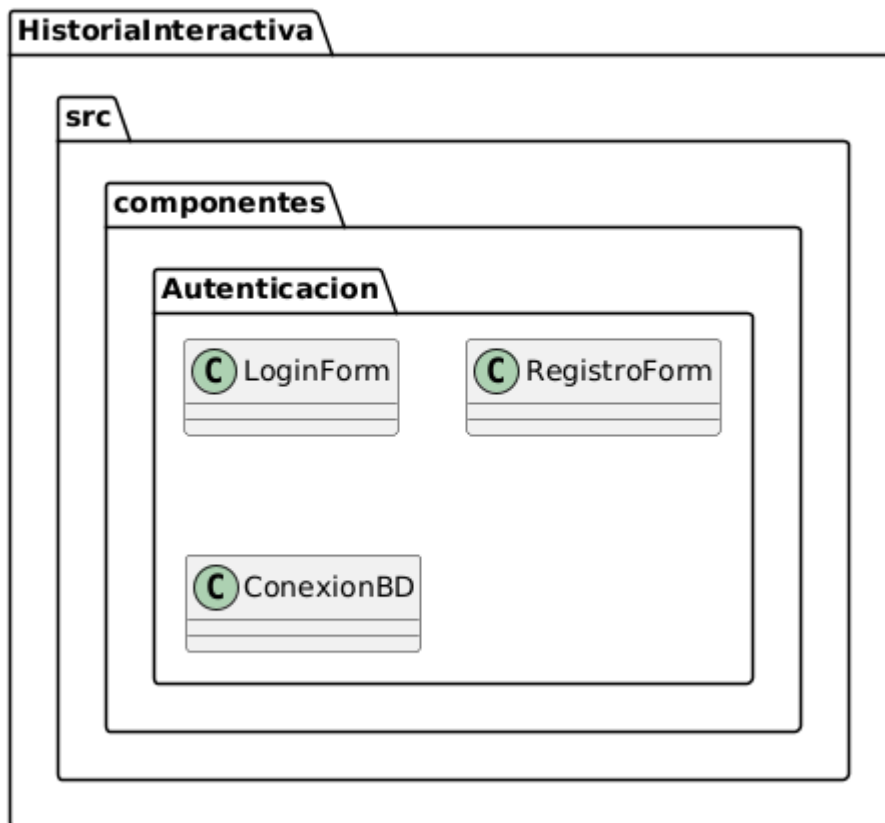 HistoriaInteractiva
src
componentes
Autenticacion
C LoginForm
C RegistroForm
C ConexionBD